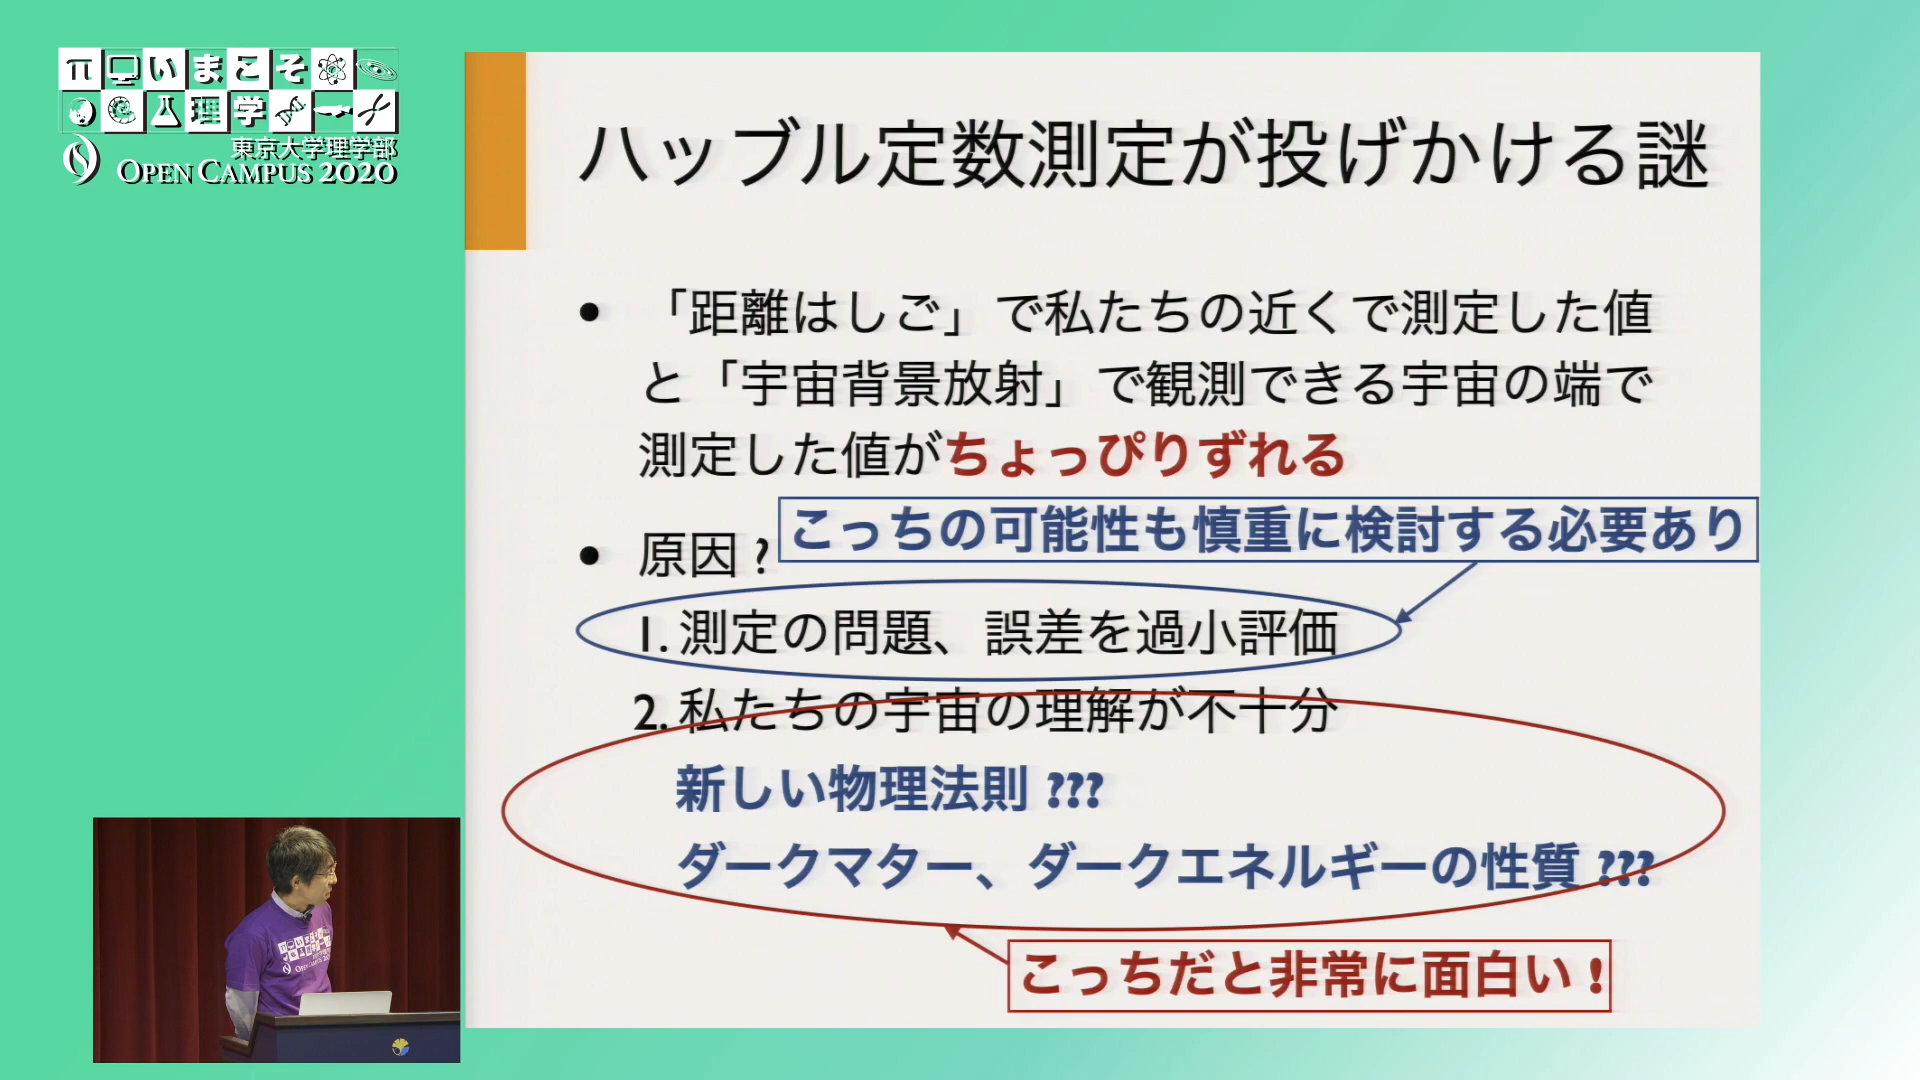 いまこそ
理学
東京大学理学部
OPEN CAMPUS 2020
ハッブル定数測定が投げかける謎
• 「距離はしご」で私たちの近くで測定した値
と「宇宙背景放射」で観測できる宇宙の端で
測定した値がちょっぴりずれる
こっちの可能性も慎重に検討する必要あり
• 原因?
1. 測定の問題、誤差を過小評価
2. 私たちの宇宙の理解が不十分
新しい物理法則 ???
ダークマター、ダークエネルギーの性質 ???
こっちだと非常に面白い!